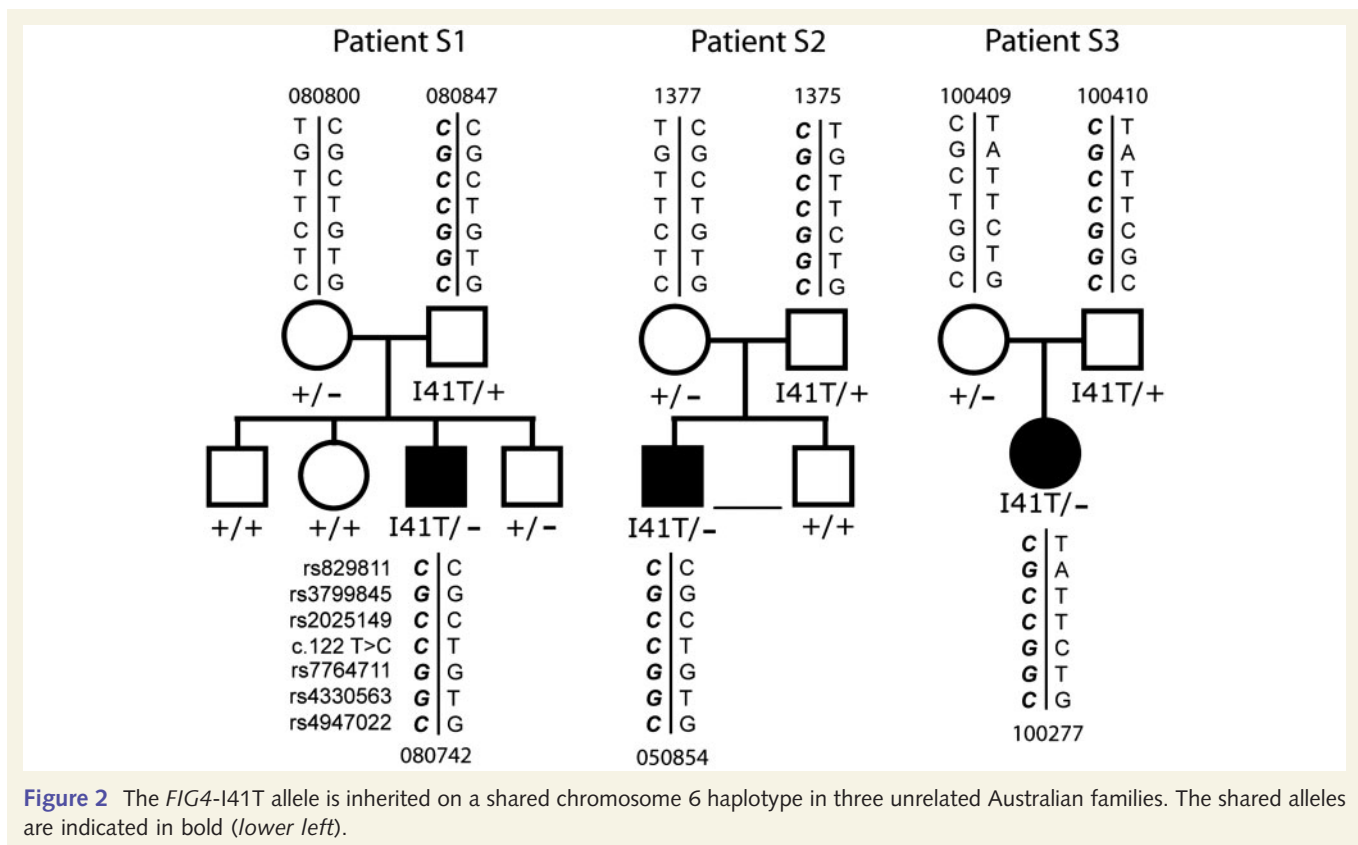 Patient S1 Patient S2 Patient S3
080800 080847 1377 1375 100409 100410
T C C C T C C T C T C T
G G G G G G G G G A G A
T C C C T C C T C T C T
T T C T T T C T T T C T
C G G G C G G C G C G C
T T G T T T G T G T G G
C G C G C G C G C G C C
+/- I41T/+ +/- I41T/+ +/- I41T/+
+/+ +/+ I41T/- +/- I41T/- +/+ I41T/-
rs829811 C C C C C T
rs3799845 G G G G G A
rs2025149 C C C C C T
c.122 T>C C T C T C T
rs7764711 G G G G G C
rs4330563 G T G T G T
rs4947022 C G C G C G
080742 050854 100277
Figure 2 The FIG4-I41T allele is inherited on a shared chromosome 6 haplotype in three unrelated Australian families. The shared alleles
are indicated in bold (lower left).